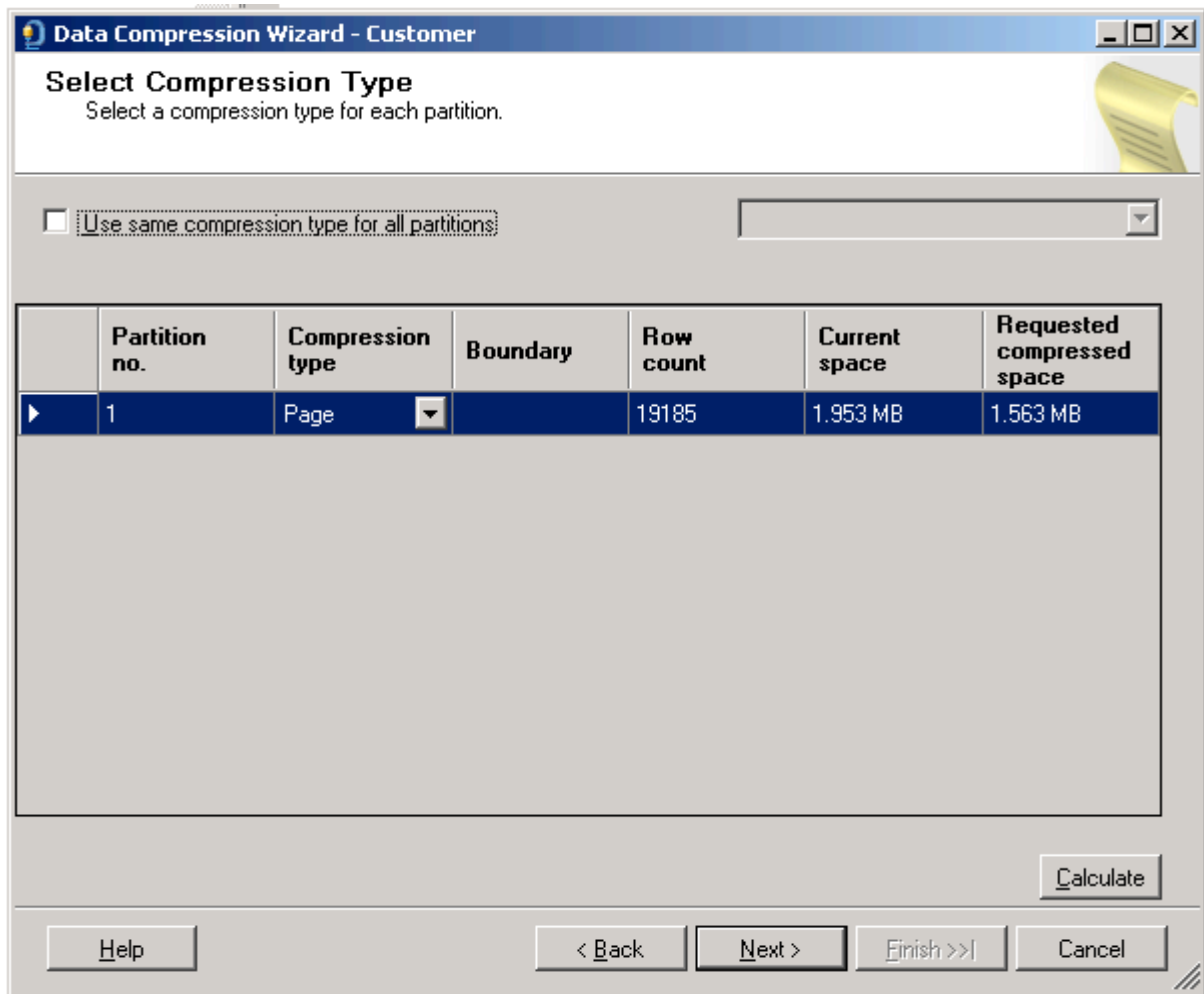 Data Compression Wizard - Customer
Select Compression Type
Select a compression type for each partition.
Use same compression type for all partitions
Partition no. Compression type Boundary Row count Current space Requested compressed space
1 Page 19185 1.953 MB 1.563 MB
Calculate
Help < Back Next > Finish >>| Cancel